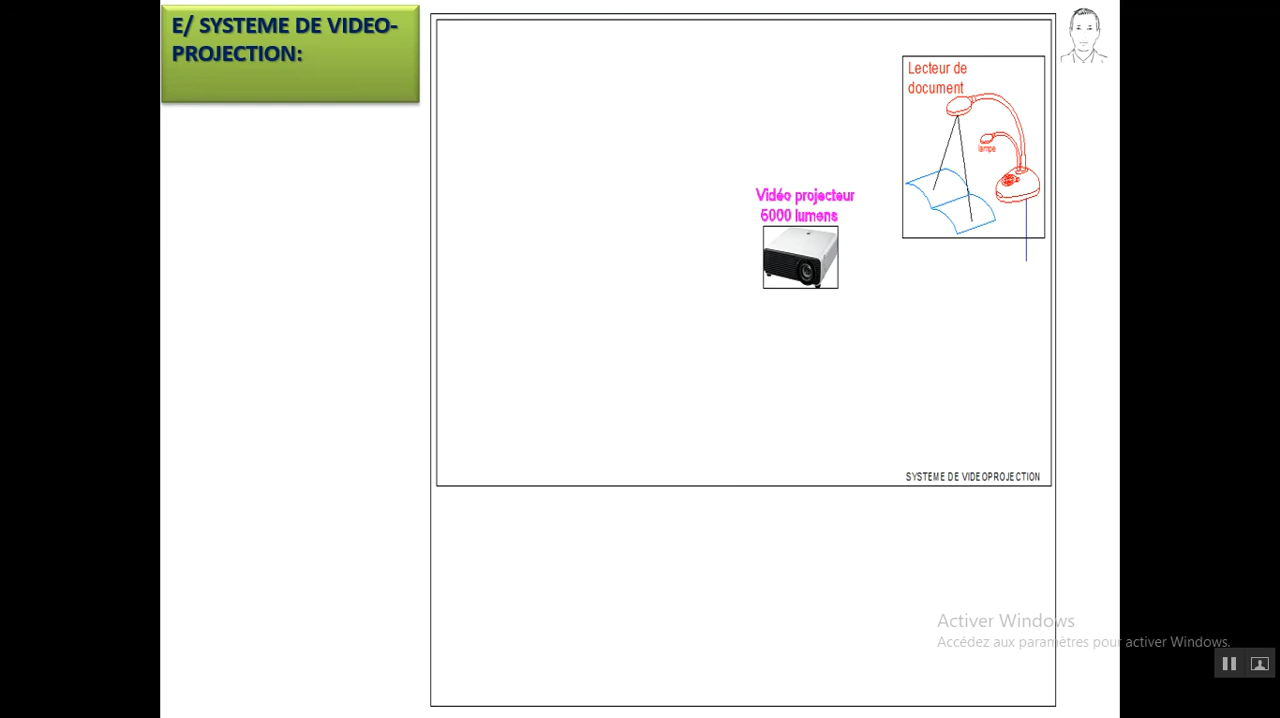 E/ SYSTEME DE VIDEO-
PROJECTION:
Lecteur de
document
lampe
Vidéo projecteur
6000 lumens
SYSTEME DE VIDEOPROJECTION
Activer Windows
Accédez aux paramètres pour activer Windows.